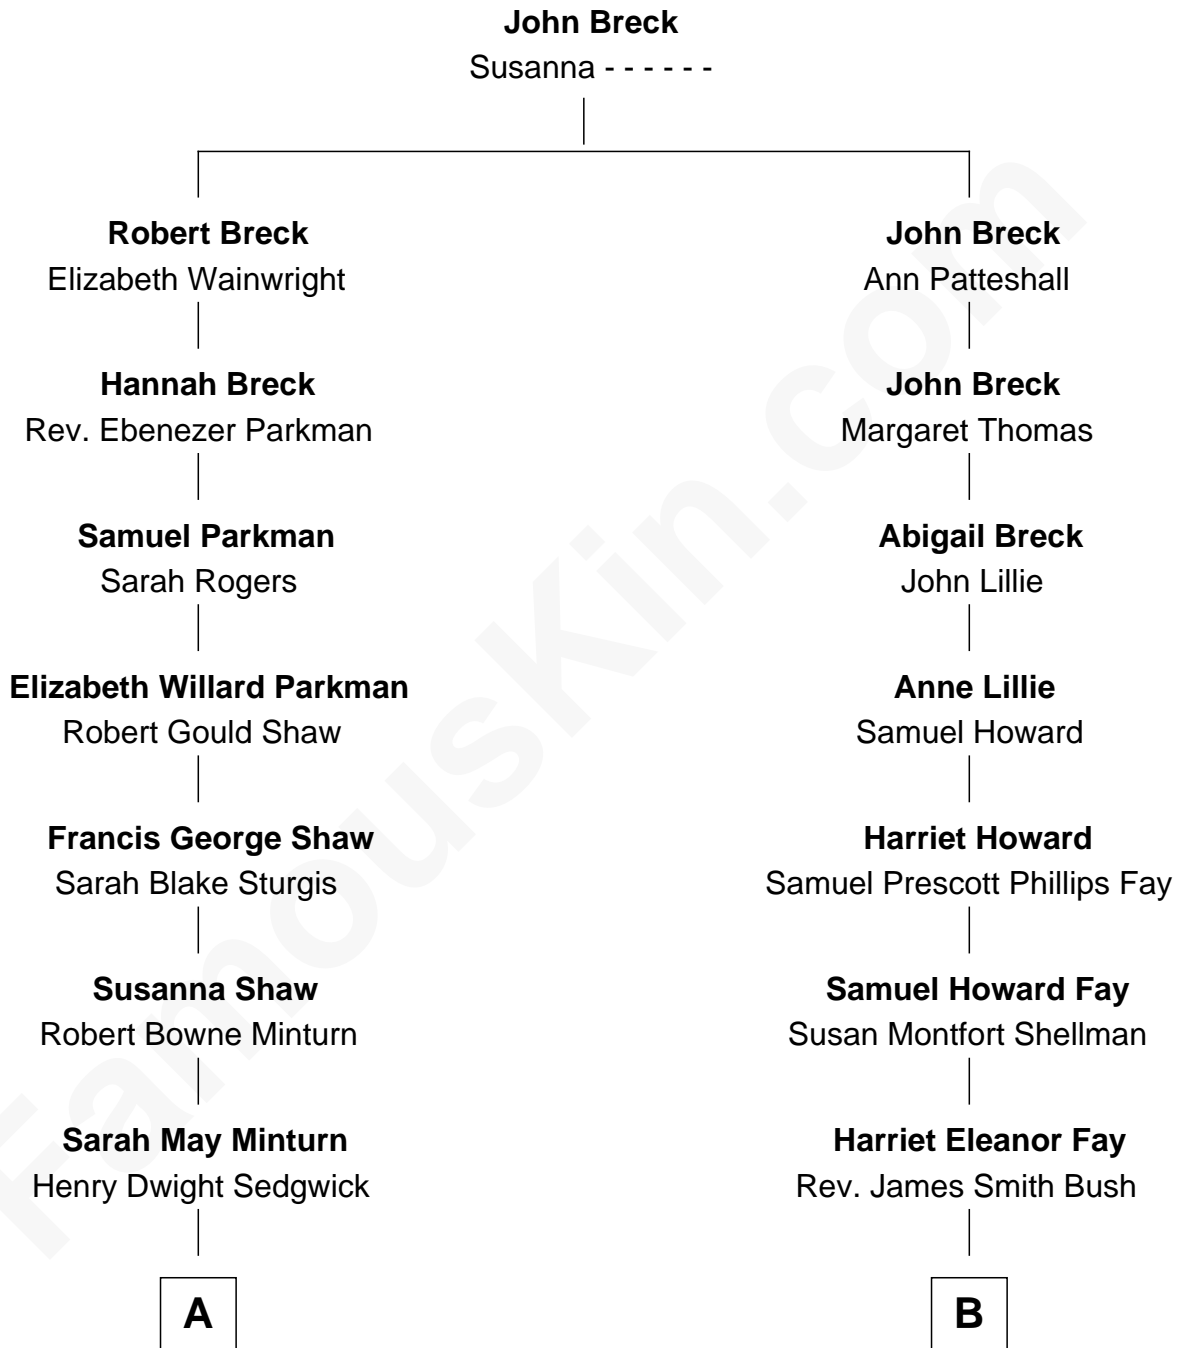 John Breck
Susanna - - - - - -
Robert Breck
Elizabeth Wainwright
John Breck
Ann Patteshall
Hannah Breck
Rev. Ebenezer Parkman
John Breck
Margaret Thomas
Samuel Parkman
Sarah Rogers
Abigail Breck
John Lillie
Elizabeth Willard Parkman
Robert Gould Shaw
Anne Lillie
Samuel Howard
Francis George Shaw
Sarah Blake Sturgis
Harriet Howard
Samuel Prescott Phillips Fay
Susanna Shaw
Robert Bowne Minturn
Samuel Howard Fay
Susan Montfort Shellman
Sarah May Minturn
Henry Dwight Sedgwick
Harriet Eleanor Fay
Rev. James Smith Bush
A
B
FamousKin.com